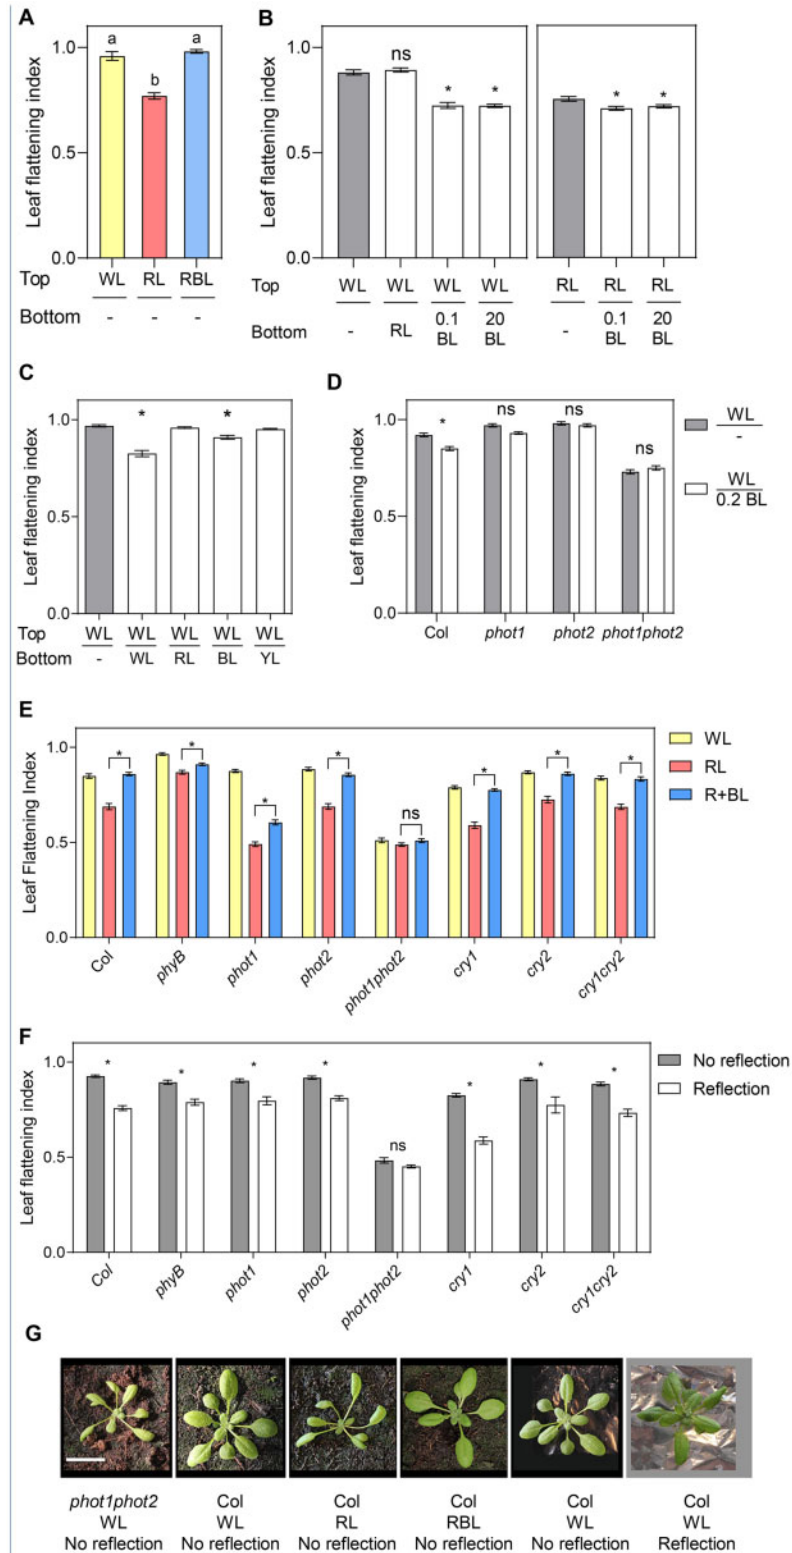 A
Leaf flattening index
1.0
0.5
0.0
a
b
a
Top WL RL RBL
Bottom - - -
B
Leaf flattening index
1.0
0.5
0.0
ns * *
* *
Top WL WL WL WL RL RL RL
Bottom - RL 0.1 BL 20 BL - 0.1 BL 20 BL
C
Leaf flattening index
1.0
0.5
0.0
* *
Top WL WL WL WL WL
Bottom - WL RL BL YL
D
Leaf flattening index
1.0
0.5
0.0
* ns ns ns
Col phot1 phot2 phot1phot2
WL
-
WL
0.2 BL
E
Leaf Flattening Index
1.0
0.5
0.0
* * * * ns * * *
Col phyB phot1 phot2 phot1phot2 cry1 cry2 cry1cry2
WL
RL
R+BL
F
Leaf flattening index
1.0
0.5
0.0
* * * * ns * * *
Col phyB phot1 phot2 phot1phot2 cry1 cry2 cry1cry2
No reflection
Reflection
G
phot1phot2 Col Col Col Col Col
WL WL RL RBL WL WL
No reflection No reflection No reflection No reflection No reflection Reflection